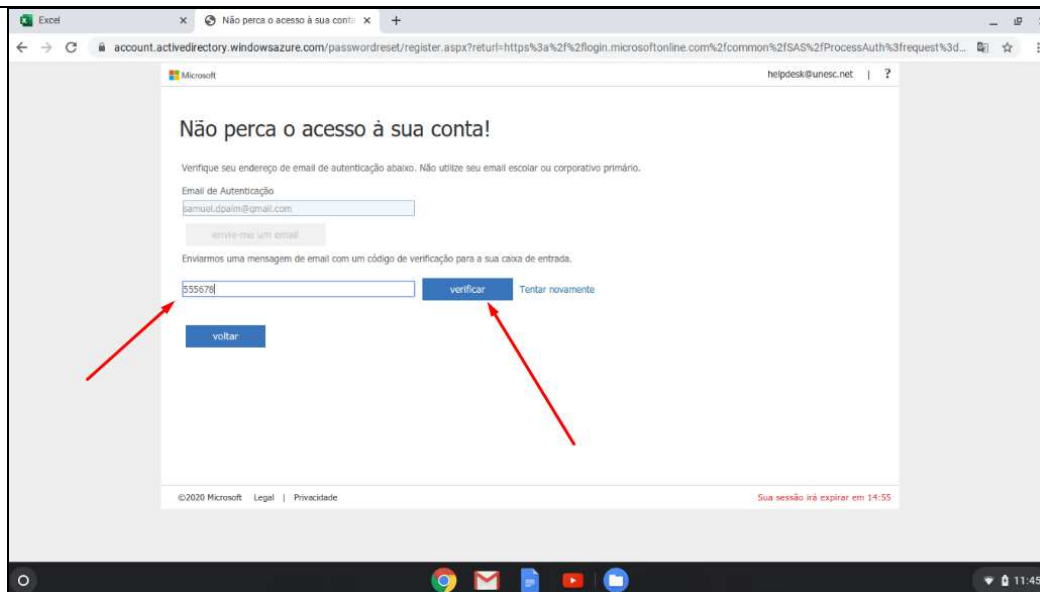 Excel
Não perca o acesso à sua conta
account.activedirectory.windowsazure.com/passwordreset/register.aspx?returl=https%3a%2f%2flogin.microsoftonline.com%2fcommon%2fSAS%2fProcessAuth%3frequest%3d...
Microsoft
helpdesk@unesc.net | ?
Não perca o acesso à sua conta!
Verifique seu endereço de email de autenticação abaixo. Não utilize seu email escolar ou corporativo primário.
Email de Autenticação
samuel.dpaim@gmail.com
envie-me um email
Enviarmos uma mensagem de email com um código de verificação para a sua caixa de entrada.
555678
verificar
Tentar novamente
voltar
©2020 Microsoft Legal | Privacidade
Sua sessão irá expirar em 14:55
11:45